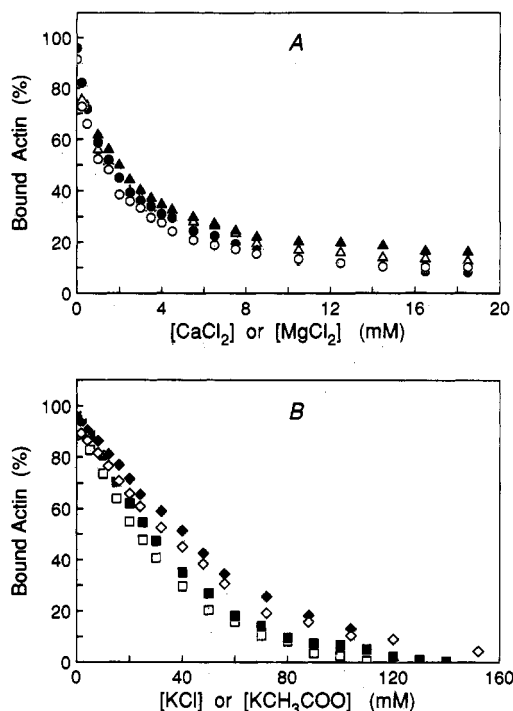 A
Bound Actin (%)
100
80
60
40
20
0
0 4 8 12 16 20
[CaCl₂] or [MgCl₂] (mM)
B
Bound Actin (%)
100
80
60
40
20
0
0 40 80 120 160
[KCl] or [KCH₃COO] (mM)